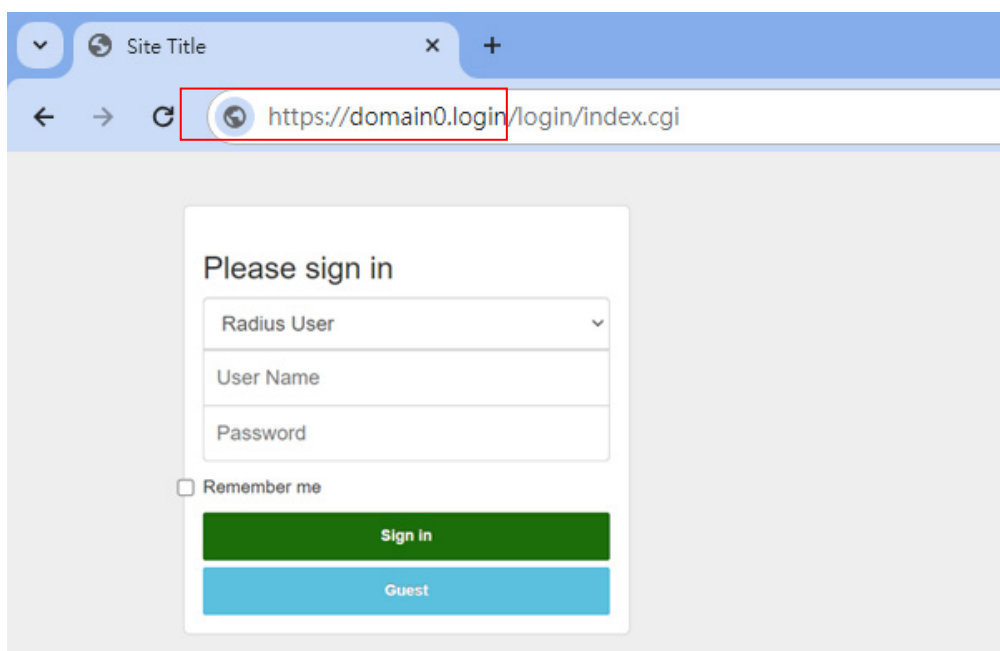 Site Title
https://domain0.login/login/index.cgi
Please sign in
Radius User
User Name
Password
Remember me
Sign in
Guest